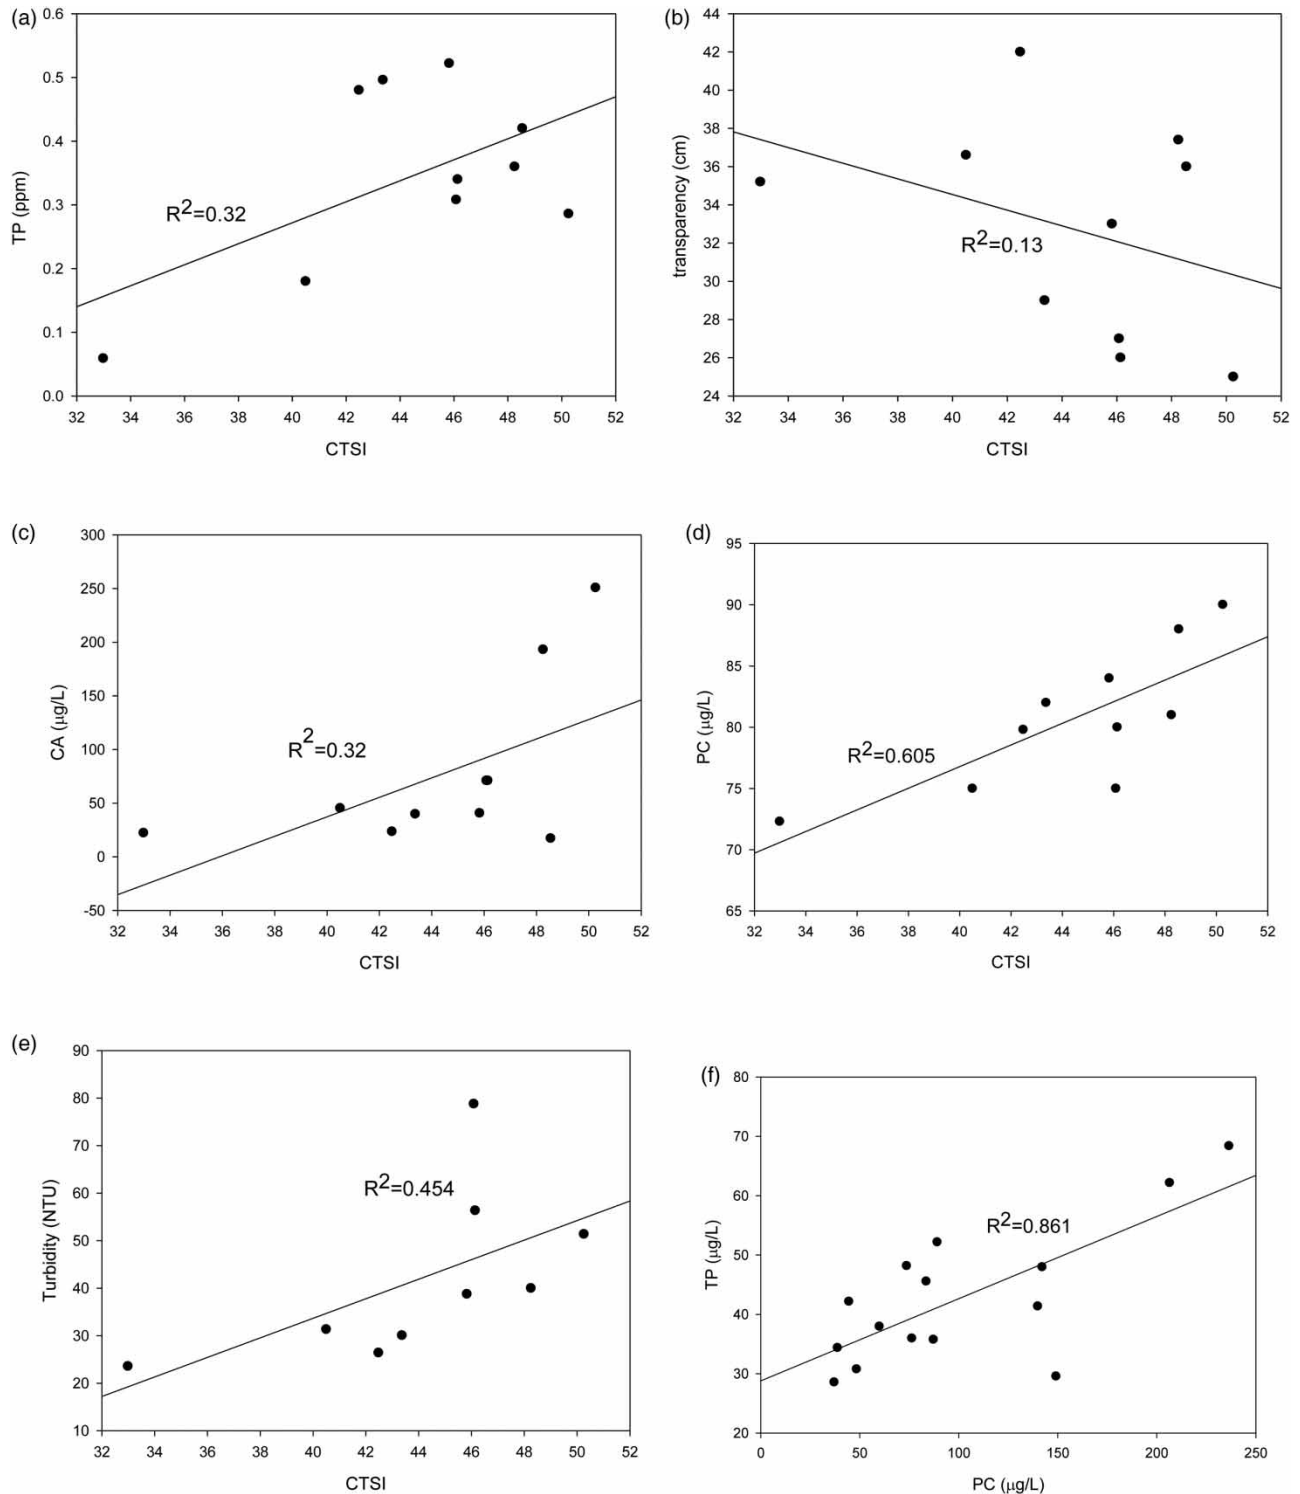 (a)
0.6
0.5
0.4
0.3
0.2
0.1
0.0
TP (ppm)
R2=0.32
32 34 36 38 40 42 44 46 48 50 52
CTSI
(b)
44
42
40
38
36
34
32
30
28
26
24
transparency (cm)
R2=0.13
32 34 36 38 40 42 44 46 48 50 52
CTSI
(c)
300
250
200
150
100
50
0
-50
CA (μg/L)
R2=0.32
32 34 36 38 40 42 44 46 48 50 52
CTSI
(d)
95
90
85
80
75
70
65
PC (μg/L)
R2=0.605
32 34 36 38 40 42 44 46 48 50 52
CTSI
(e)
90
80
70
60
50
40
30
20
10
Turbidity (NTU)
R2=0.454
32 34 36 38 40 42 44 46 48 50 52
CTSI
(f)
80
70
60
50
40
30
20
TP (μg/L)
R2=0.861
0 50 100 150 200 250
PC (μg/L)